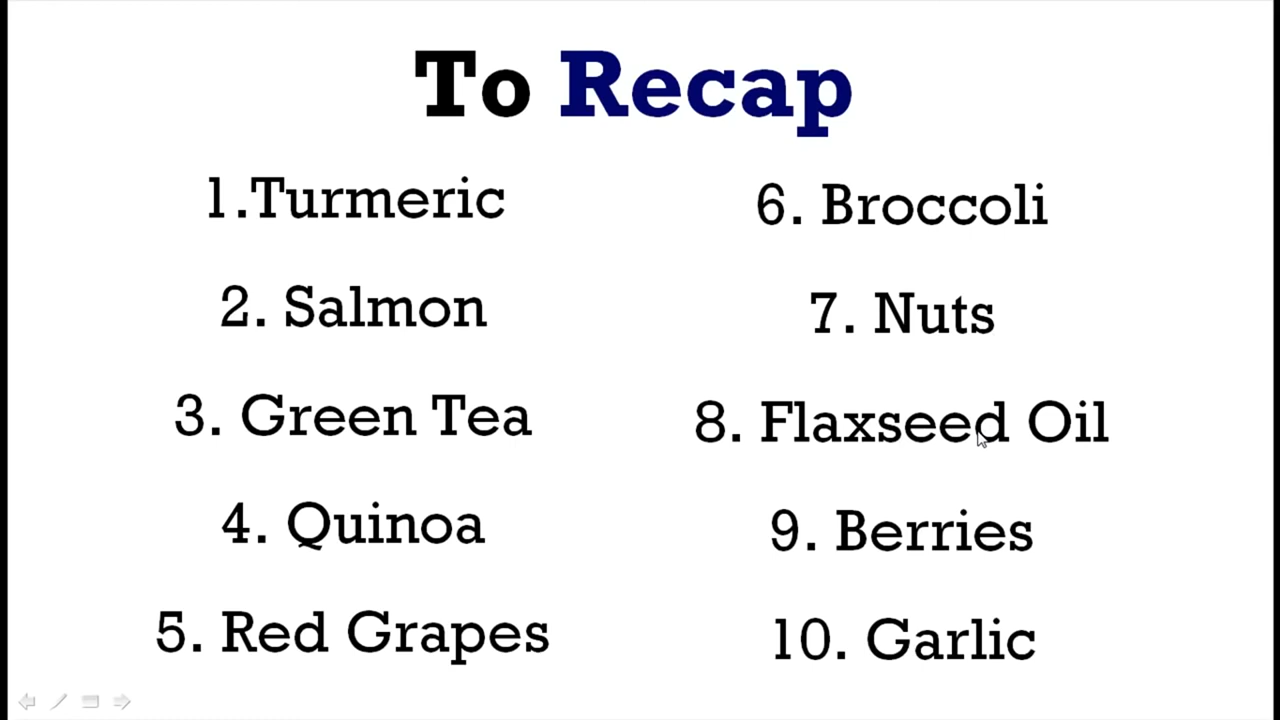 To Recap
1.Turmeric
2. Salmon
3. Green Tea
4. Quinoa
5. Red Grapes
6. Broccoli
7. Nuts
8. Flaxseed Oil
9. Berries
10. Garlic